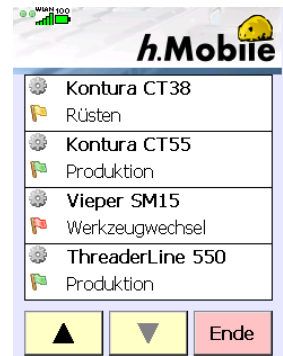 WLAN 100
h.Mobile
Kontura CT38
Rüsten
Kontura CT55
Produktion
Vieper SM15
Werkzeugwechsel
ThreaderLine 550
Produktion
Ende